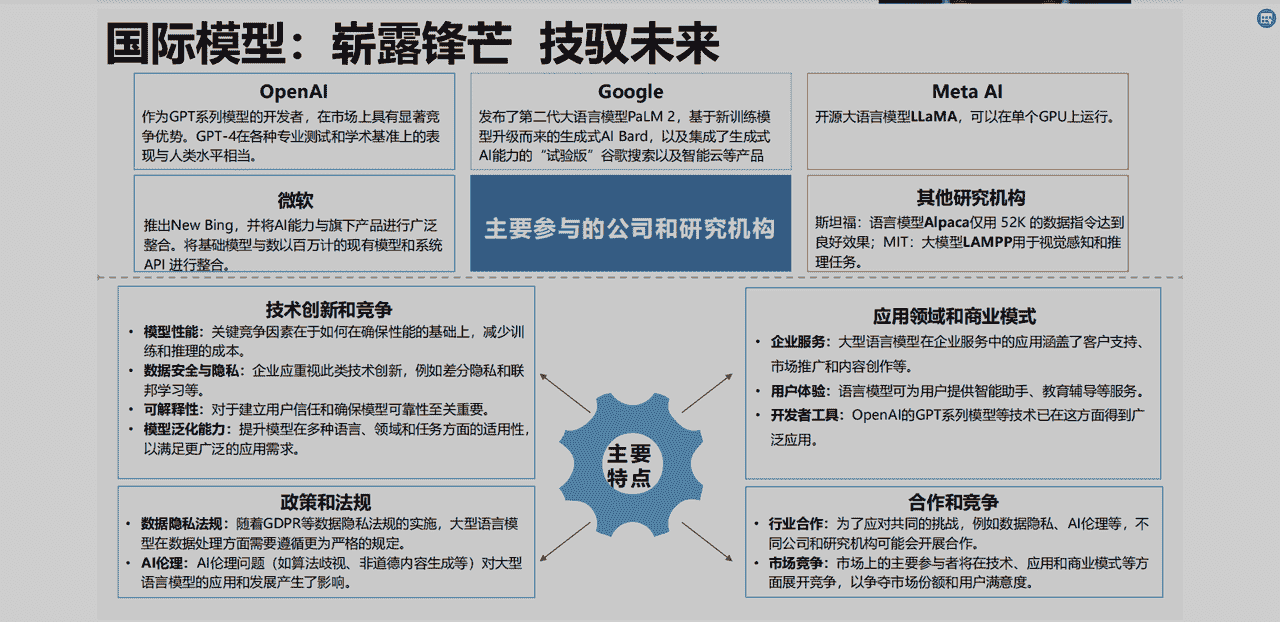 国际模型：崭露锋芒 技驭未来
OpenAI
作为GPT系列模型的开发者，在市场上具有显著竞
争优势。GPT-4在各种专业测试和学术基准上的表
现与人类水平相当。
Google
发布了第二代大语言模型PaLM 2，基于新训练模
型升级而来的生成式AI Bard，以及集成了生成式
AI能力的“试验版”谷歌搜索以及智能云等产品
Meta AI
开源大语言模型LLaMA，可以在单个GPU上运行。
微软
推出New Bing，并将AI能力与旗下产品进行广泛
整合。将基础模型与数以百万计的现有模型和系统
API 进行整合。
主要参与的公司和研究机构
其他研究机构
斯坦福：语言模型Alpaca仅用 52K 的数据指令达到
良好效果；MIT：大模型LAMPP用于视觉感知和推
理任务。
技术创新和竞争
• 模型性能：关键竞争因素在于如何在确保性能的基础上，减少训
练和推理的成本。
• 数据安全与隐私：企业应重视此类技术创新，例如差分隐私和联
邦学习等。
• 可解释性：对于建立用户信任和确保模型可靠性至关重要。
• 模型泛化能力：提升模型在多种语言、领域和任务方面的适用性，
以满足更广泛的应用需求。
应用领域和商业模式
• 企业服务：大型语言模型在企业服务中的应用涵盖了客户支持、
市场推广和内容创作等。
• 用户体验：语言模型可为用户提供智能助手、教育辅导等服务。
• 开发者工具：OpenAI的GPT系列模型等技术已在这方面得到广
泛应用。
主要
特点
政策和法规
• 数据隐私法规：随着GDPR等数据隐私法规的实施，大型语言模
型在数据处理方面需要遵循更为严格的规定。
• AI伦理：AI伦理问题（如算法歧视、非道德内容生成等）对大型
语言模型的应用和发展产生了影响。
合作和竞争
• 行业合作：为了应对共同的挑战，例如数据隐私、AI伦理等，不
同公司和研究机构可能会开展合作。
• 市场竞争：市场上的主要参与者将在技术、应用和商业模式等方
面展开竞争，以争夺市场份额和用户满意度。